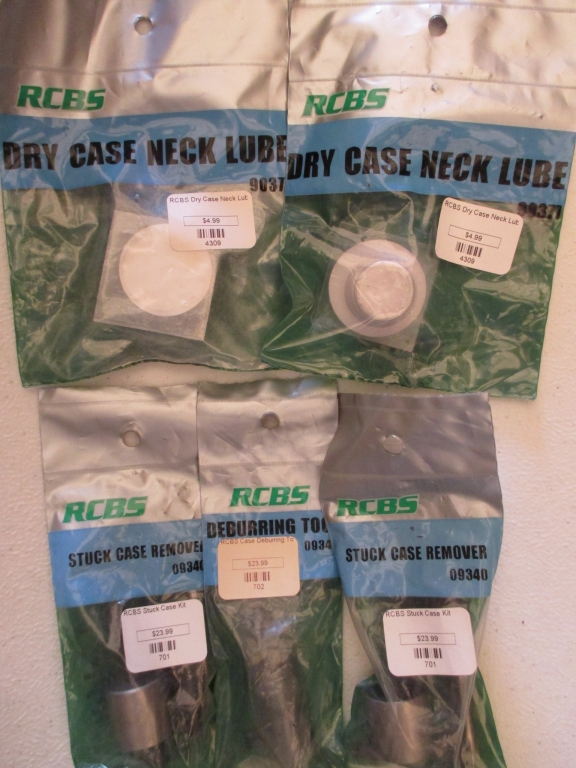 RCBS
DRY CASE NECK LUBE
9037
RCBS Dry Case Neck Lub
$4.99
4309
RCBS
DRY CASE NECK LUBE
RCBS Dry Case Neck Lub
$4.99
4309
RCBS
STUCK CASE REMOVER
09340
RCBS Stuck Case Kit
$23.99
701
RCBS
DEBURRING TOO
0934
RCBS Case Deburring To
$23.99
702
RCBS
STUCK CASE REMOVER
09340
RCBS Stuck Case Kit
$23.99
701